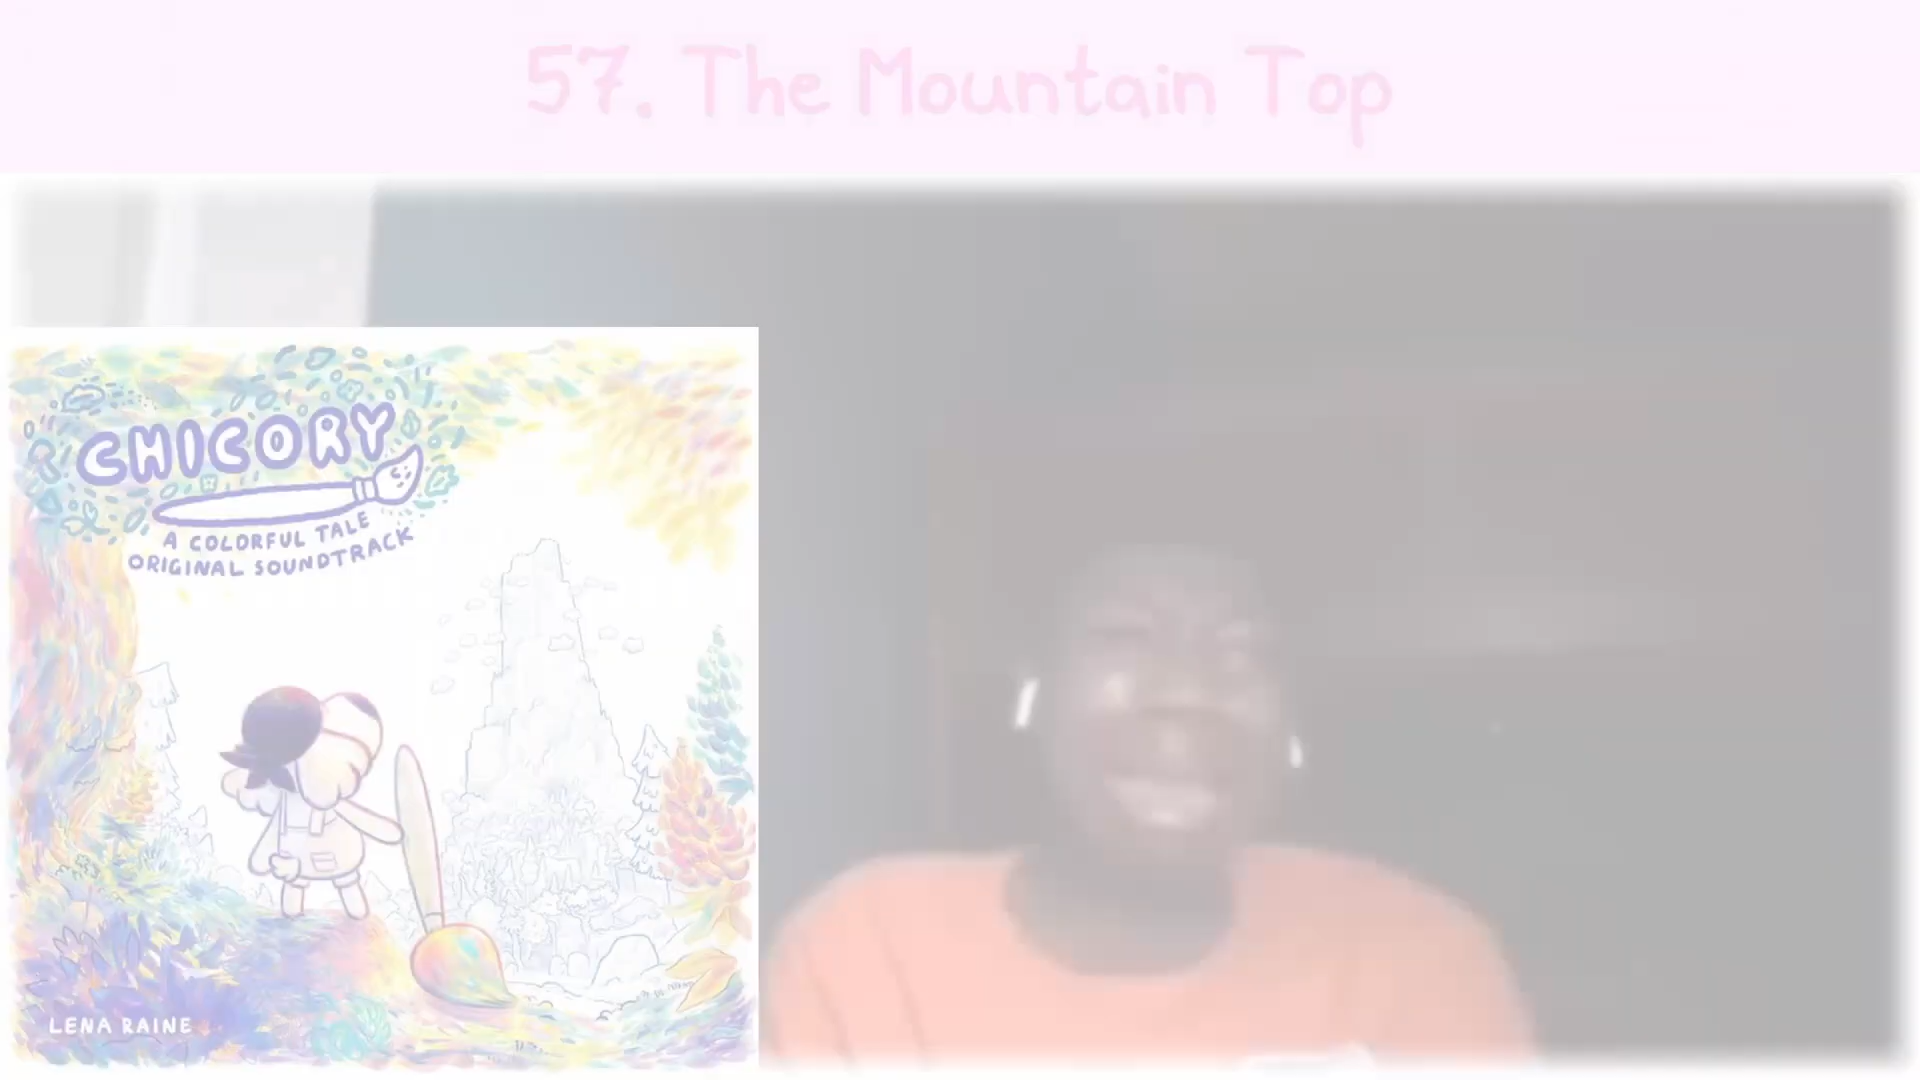 57. The Mountain Top
CHICORY
A COLORFUL TALE
ORIGINAL SOUNDTRACK
LENA RAINE